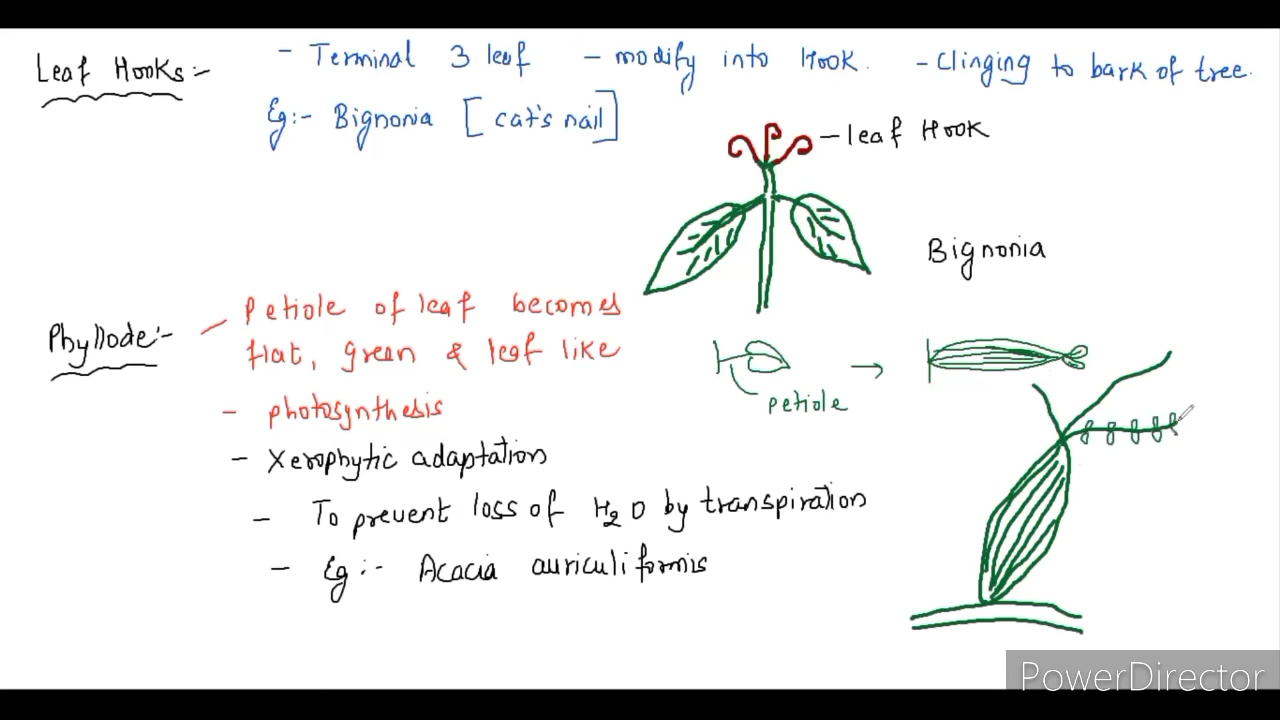 Leaf Hooks:-
- Terminal 3 leaf - modify into Hook. - Clinging to bark of tree.
Eg:- Bignonia [cat's nail]
- leaf Hook
Bignonia
Phyllode:-
- Petiole of leaf becomes
flat, green & leaf like
petiole
- photosynthesis
- Xerophytic adaptation
- To prevent loss of H2O by transpiration
- Eg:- Acacia auriculiformis
PowerDirector